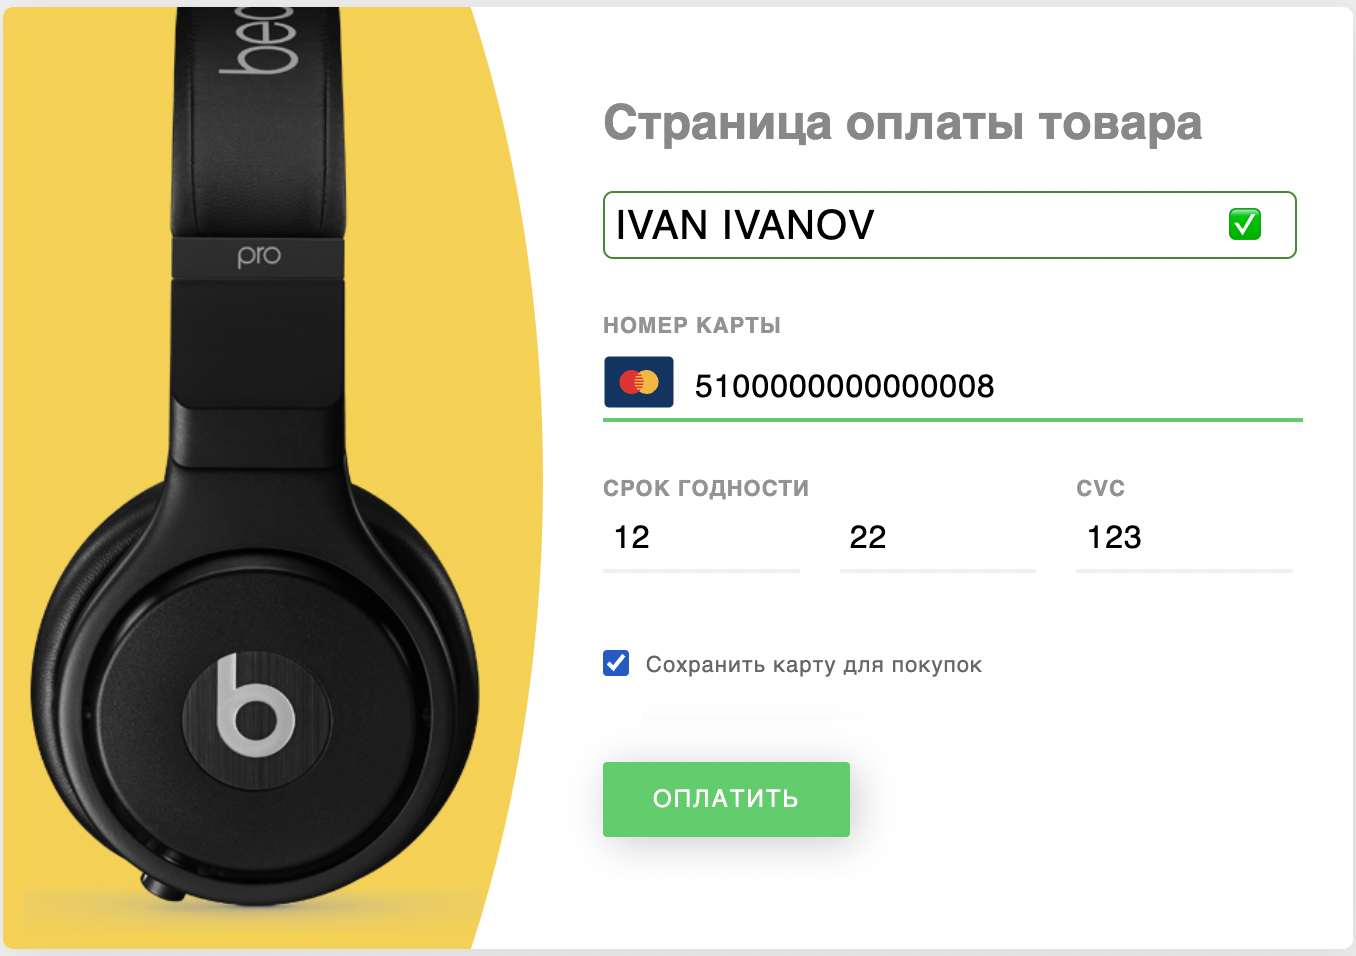 beo
pro
b
Страница оплаты товара
IVAN IVANOV
НОМЕР КАРТЫ
5100000000000008
СРОК ГОДНОСТИ CVC
12 22 123
Сохранить карту для покупок
ОПЛАТИТЬ